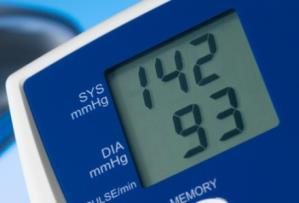 SYS 142
mmHg
DIA 93
mmHg
PULSE/min
MEMORY